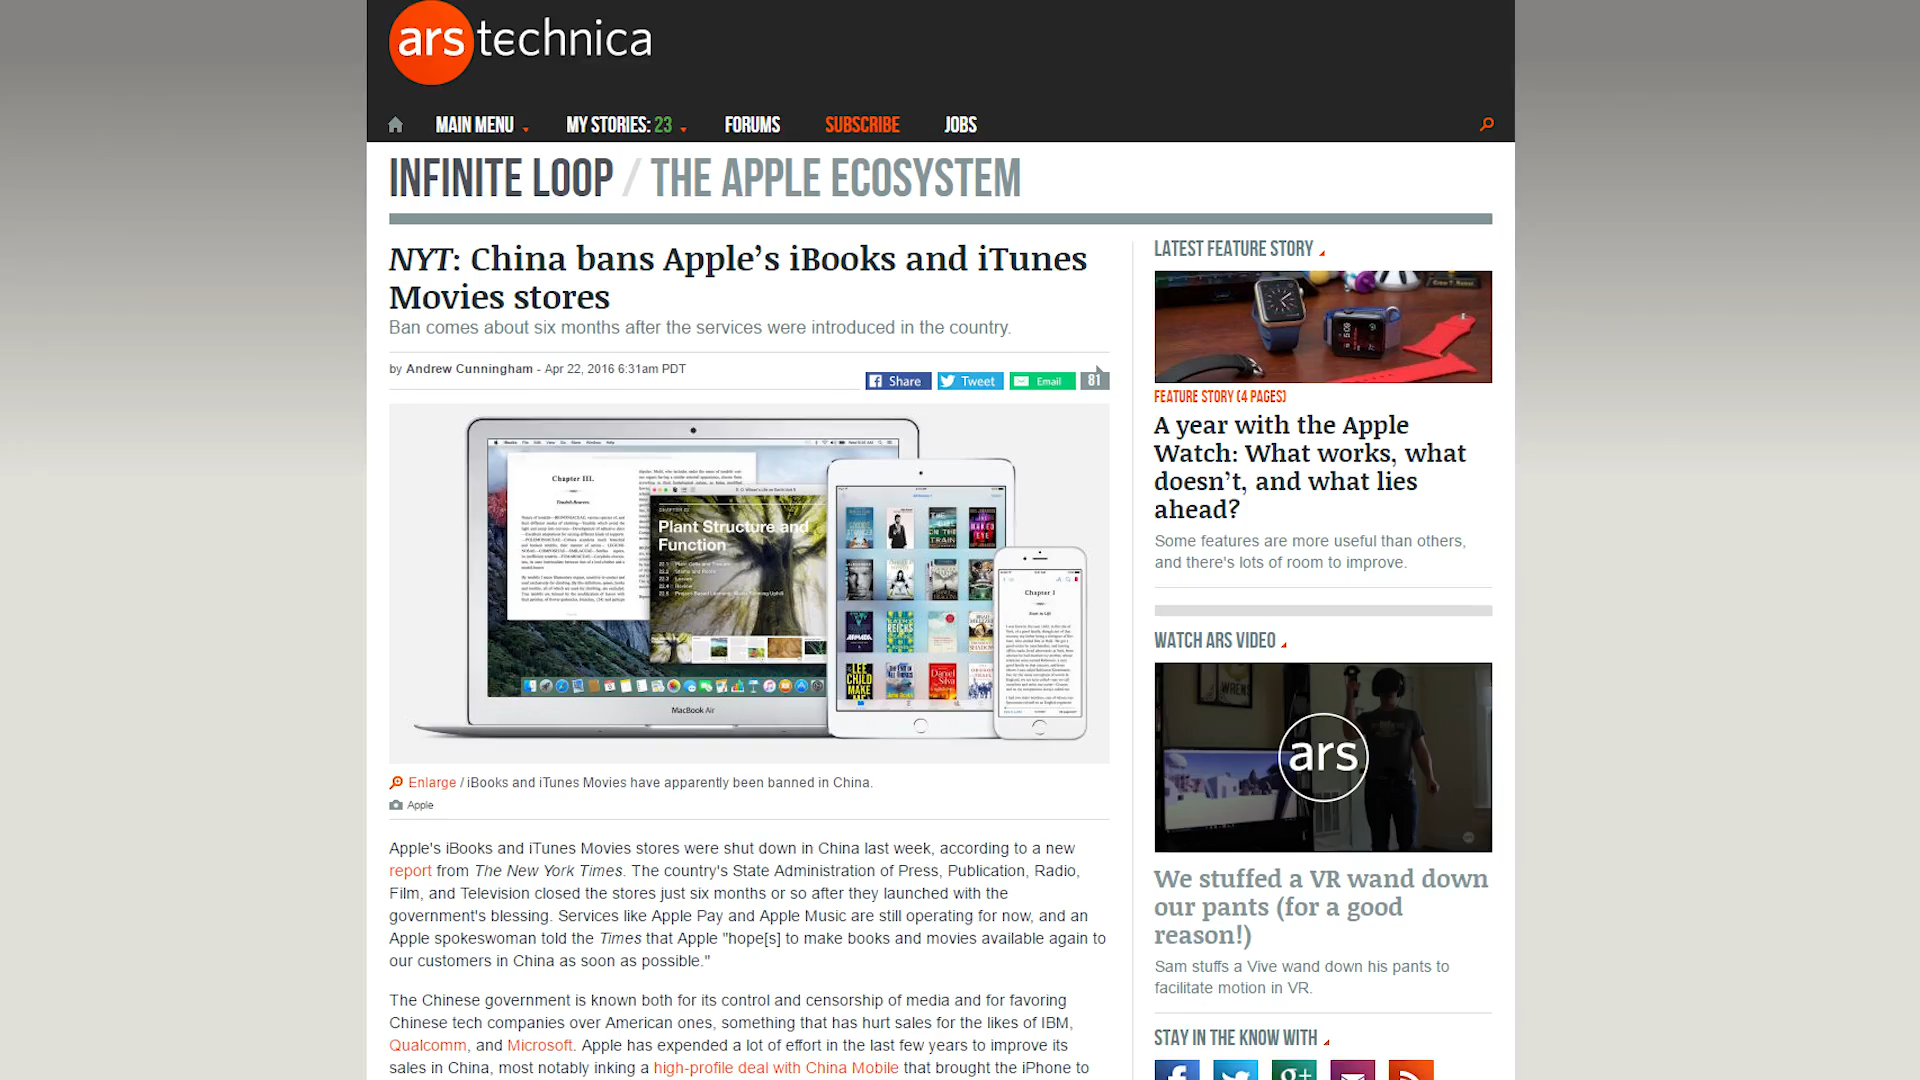 ars technica
MAIN MENU
MY STORIES: 23
FORUMS
SUBSCRIBE
JOBS
INFINITE LOOP / THE APPLE ECOSYSTEM
NYT: China bans Apple’s iBooks and iTunes
Movies stores
Ban comes about six months after the services were introduced in the country.
by Andrew Cunningham - Apr 22, 2016 6:31am PDT
Share
Tweet
Email
81
Chapter III.
Plant Structure and
Function
MacBook Air
Chapter I
LEE
CHILD
MAKE
ME
Enlarge / iBooks and iTunes Movies have apparently been banned in China.
Apple
Apple's iBooks and iTunes Movies stores were shut down in China last week, according to a new
report from The New York Times. The country's State Administration of Press, Publication, Radio,
Film, and Television closed the stores just six months or so after they launched with the
government's blessing. Services like Apple Pay and Apple Music are still operating for now, and an
Apple spokeswoman told the Times that Apple "hope[s] to make books and movies available again to
our customers in China as soon as possible."
The Chinese government is known both for its control and censorship of media and for favoring
Chinese tech companies over American ones, something that has hurt sales for the likes of IBM,
Qualcomm, and Microsoft. Apple has expended a lot of effort in the last few years to improve its
sales in China, most notably inking a high-profile deal with China Mobile that brought the iPhone to
LATEST FEATURE STORY
FEATURE STORY (4 PAGES)
A year with the Apple
Watch: What works, what
doesn’t, and what lies
ahead?
Some features are more useful than others,
and there's lots of room to improve.
WATCH ARS VIDEO
WRENS
ars
We stuffed a VR wand down
our pants (for a good
reason!)
Sam stuffs a Vive wand down his pants to
facilitate motion in VR.
STAY IN THE KNOW WITH